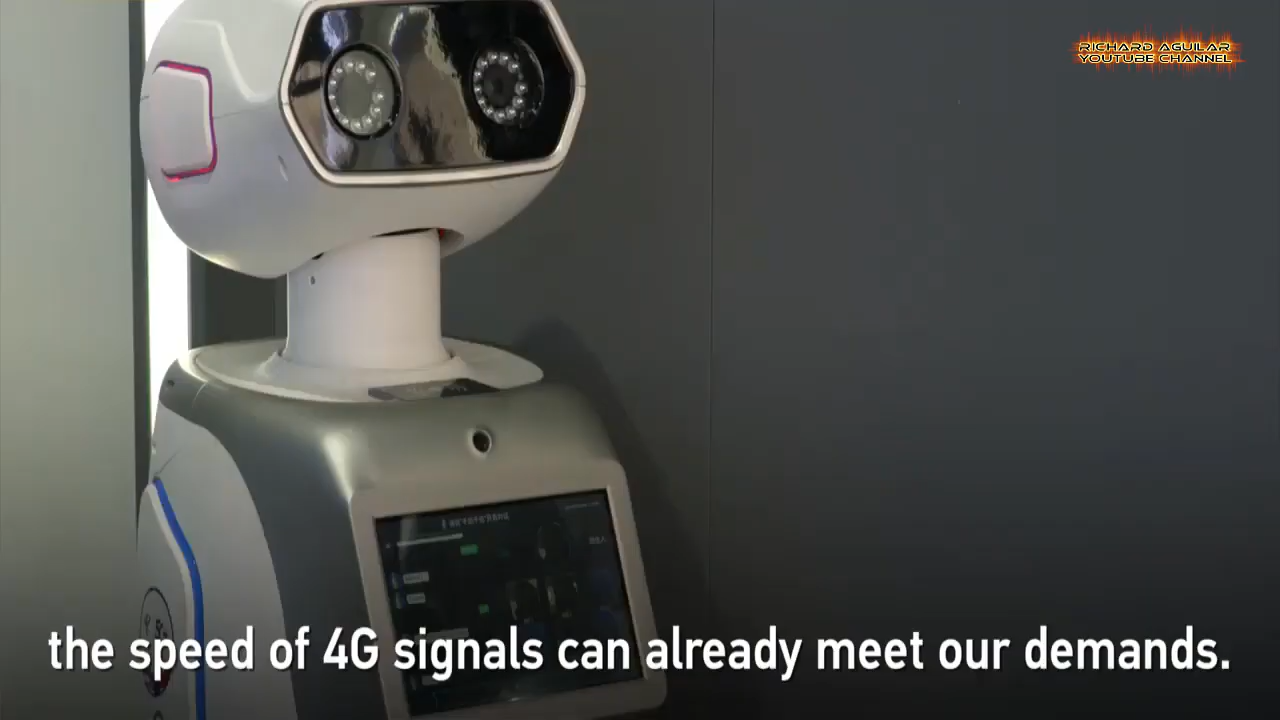 RICHARD AGUILAR
YOUTUBE CHANNEL
the speed of 4G signals can already meet our demands.